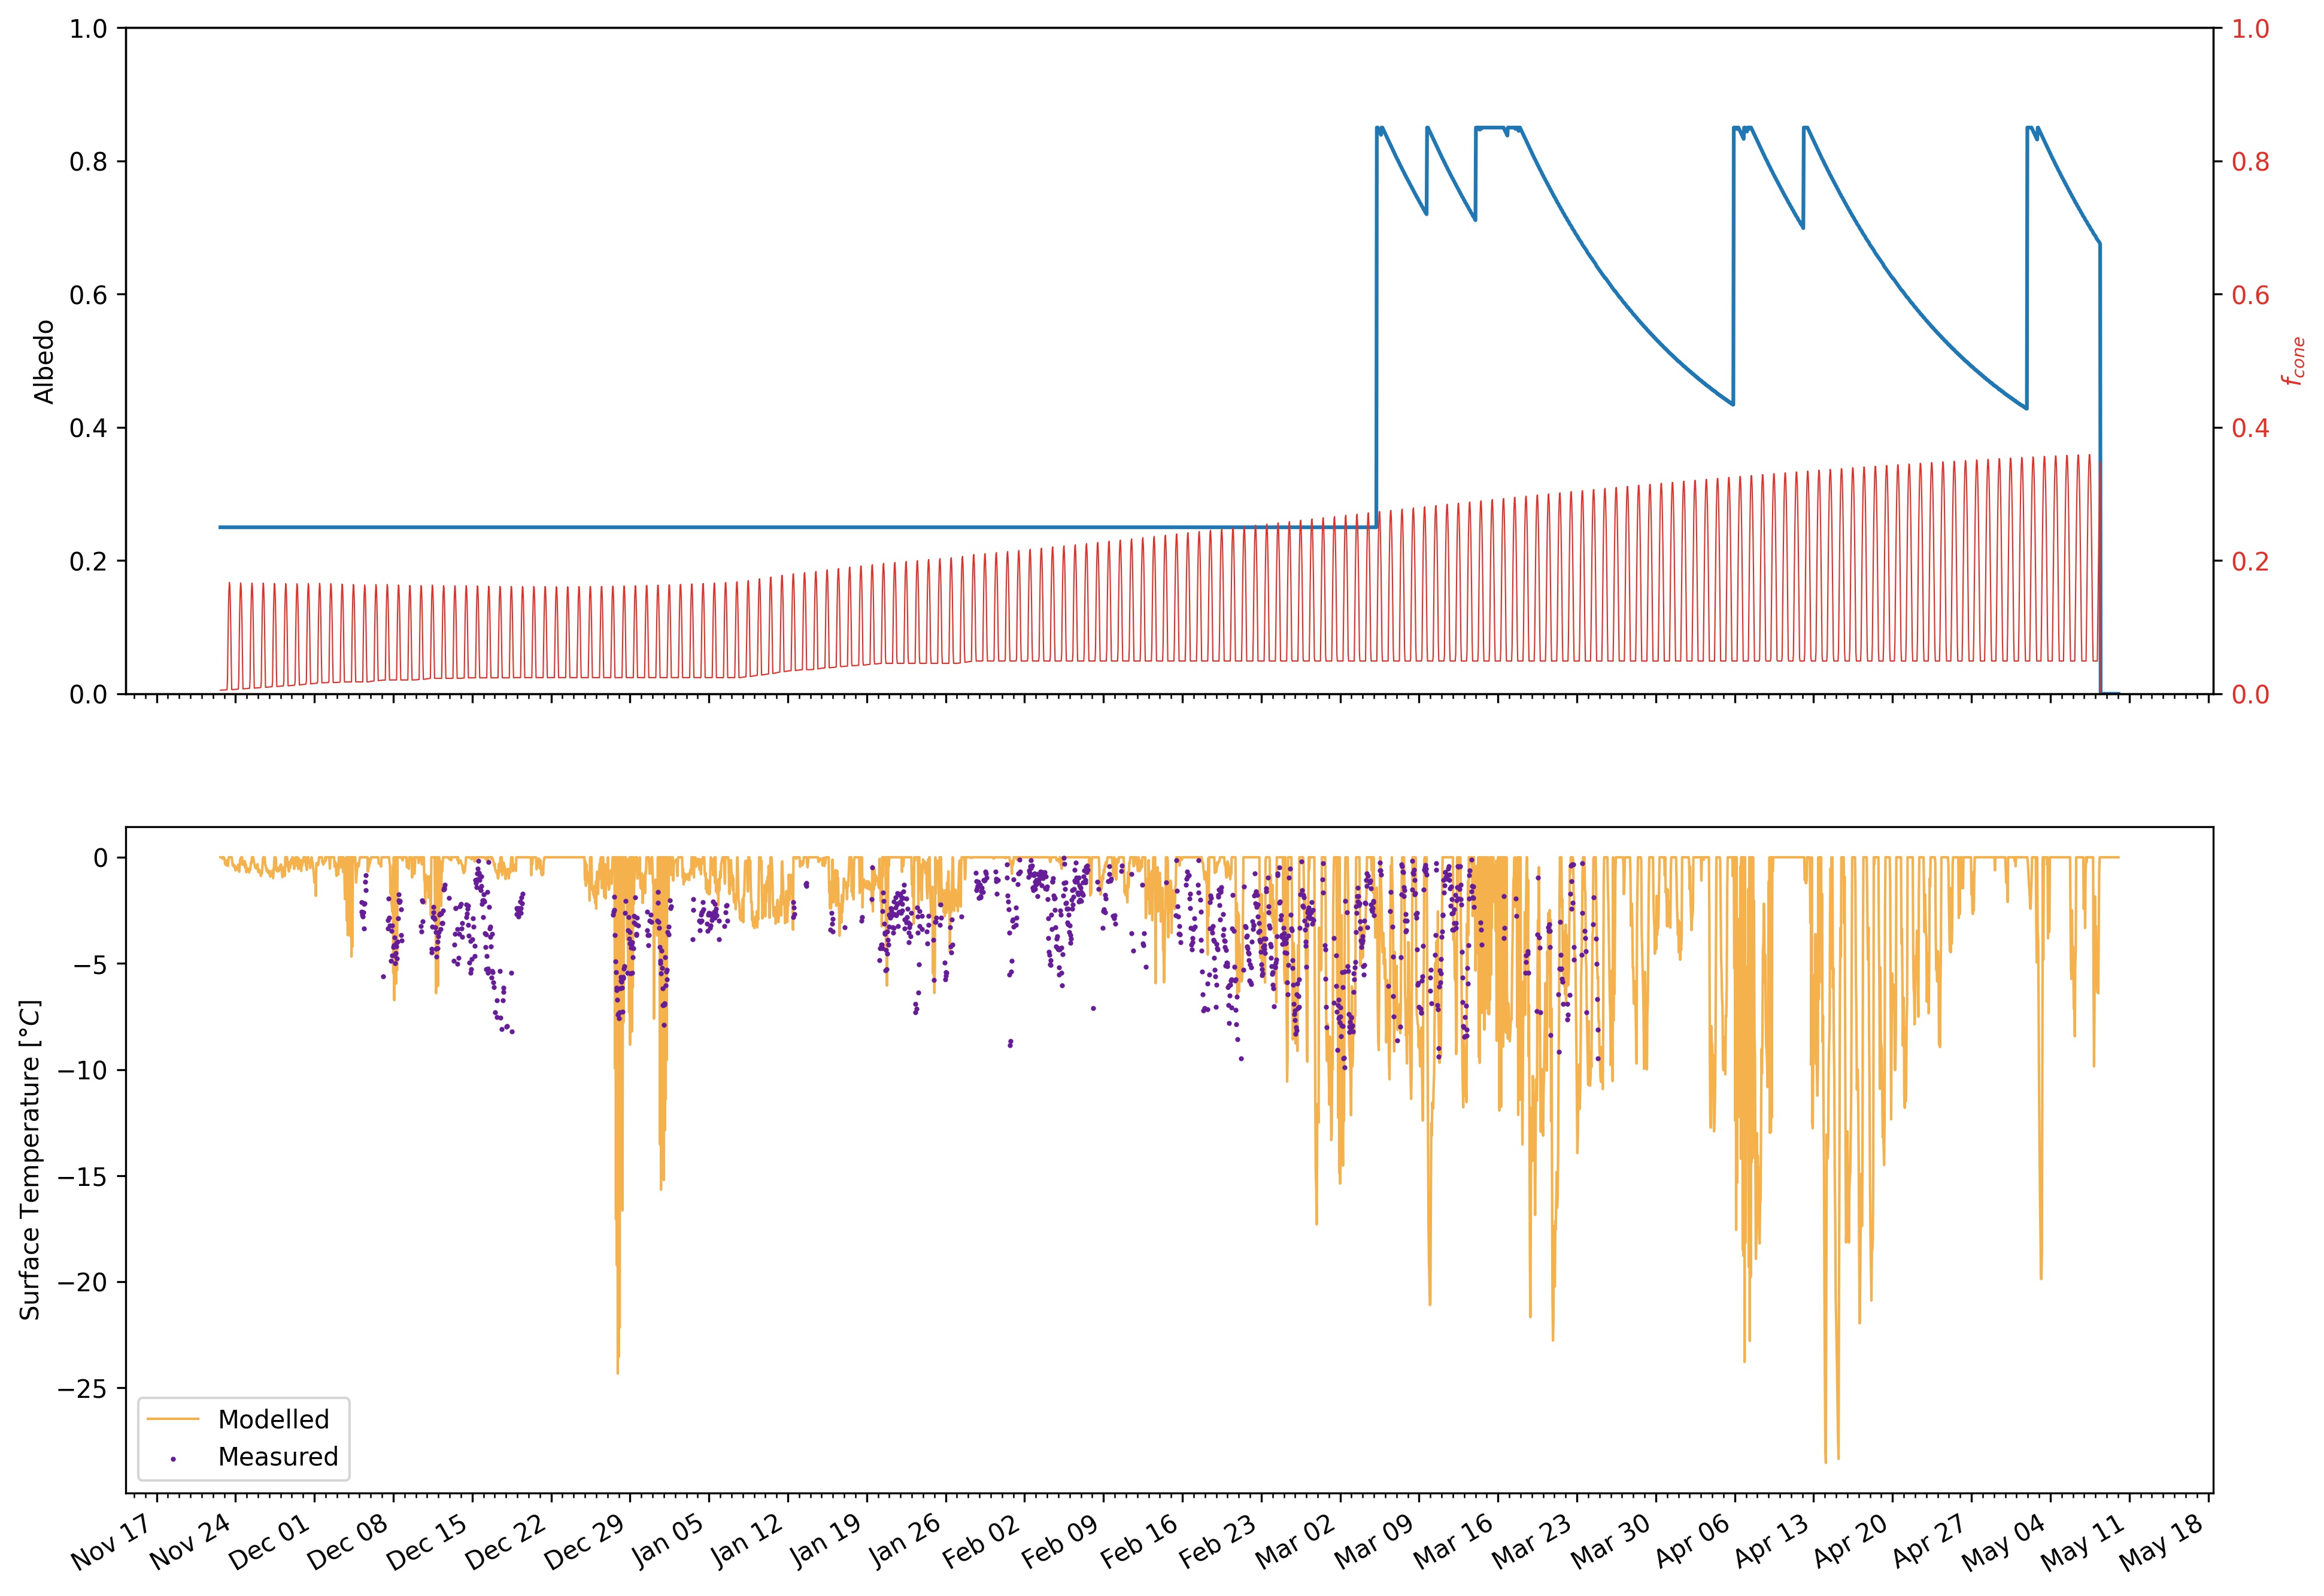 1.0
0.8
0.6
0.4
0.2
0.0
Albedo
1.0
0.8
0.6
0.4
0.2
0.0
f_cone
0
−5
−10
−15
−20
−25
Surface Temperature [°C]
Modelled
Measured
Nov 17
Nov 24
Dec 01
Dec 08
Dec 15
Dec 22
Dec 29
Jan 05
Jan 12
Jan 19
Jan 26
Feb 02
Feb 09
Feb 16
Feb 23
Mar 02
Mar 09
Mar 16
Mar 23
Mar 30
Apr 06
Apr 13
Apr 20
Apr 27
May 04
May 11
May 18